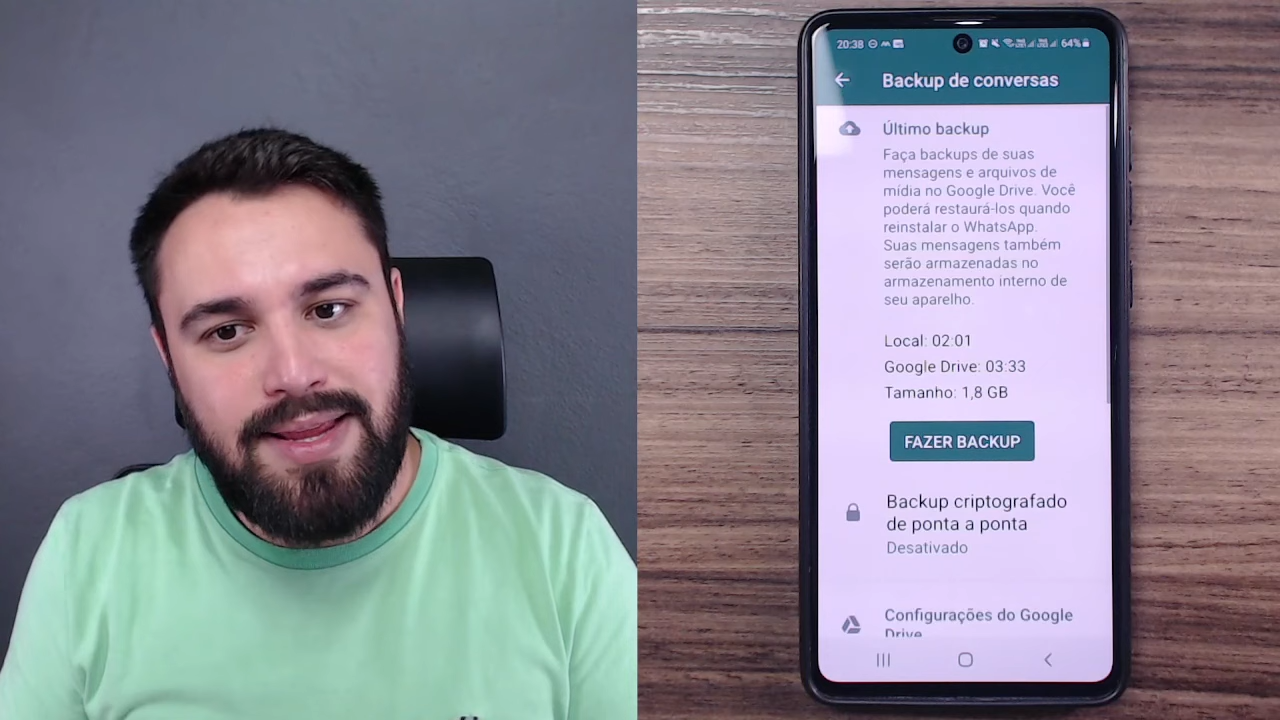 20:38
64%
Backup de conversas
Último backup
Faça backups de suas
mensagens e arquivos de
mídia no Google Drive. Você
poderá restaurá-los quando
reinstalar o WhatsApp.
Suas mensagens também
serão armazenadas no
armazenamento interno de
seu aparelho.
Local: 02:01
Google Drive: 03:33
Tamanho: 1,8 GB
FAZER BACKUP
Backup criptografado
de ponta a ponta
Desativado
Configurações do Google
Drive